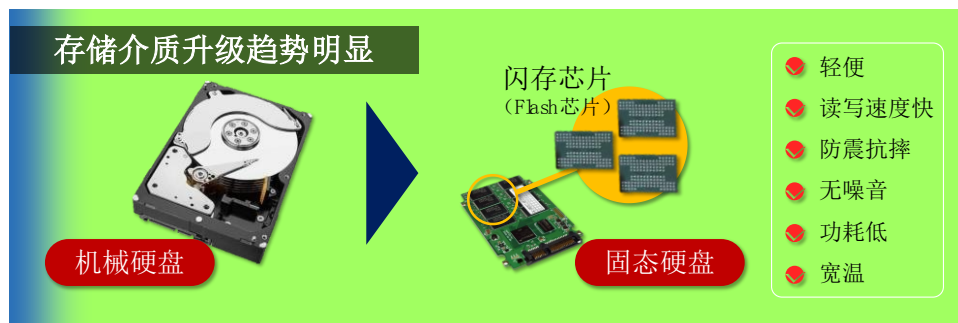 存储介质升级趋势明显
闪存芯片
（Flash芯片）
机械硬盘
固态硬盘
轻便
读写速度快
防震抗摔
无噪音
功耗低
宽温